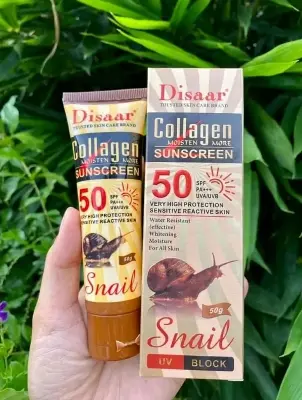 Disaar
TRUSTED SKIN CARE BRAND
Collagen
MOISTEN MORE
SUNSCREEN
50
SPF
PA+++
UVA/UVB
VERY HIGH PROTECTION
SENSITIVE REACTIVE SKIN
50g
Snail
Disaar
TRUSTED SKIN CARE BRAND
Collagen
MOISTEN MORE
SUNSCREEN
50
SPF
PA+++
UVA/UVB
VERY HIGH PROTECTION
SENSITIVE REACTIVE SKIN
Water Resistant
(effective)
Whitening
Moisture
For All Skin
50g
Snail
UV BLOCK